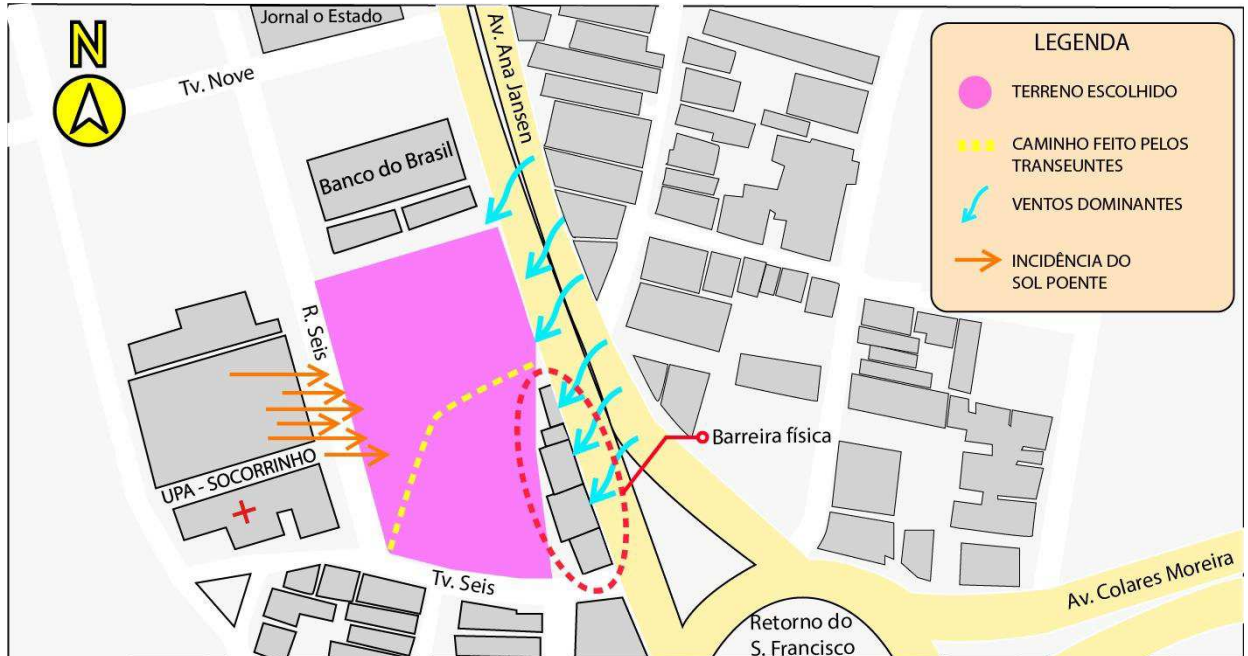 Jornal o Estado
N
Tv. Nove
Av. Ana Jansen
Banco do Brasil
R. Seis
UPA - SOCORRINHO
Tv. Seis
Barreira física
Retorno do
S. Francisco
Av. Colares Moreira
LEGENDA
TERRENO ESCOLHIDO
CAMINHO FEITO PELOS
TRANSEUNTES
VENTOS DOMINANTES
INCIDÊNCIA DO
SOL POENTE